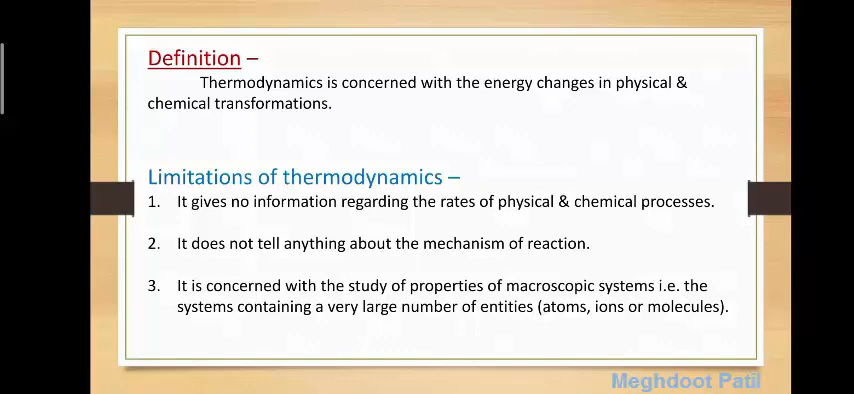 Definition –
Thermodynamics is concerned with the energy changes in physical &
chemical transformations.
Limitations of thermodynamics –
1. It gives no information regarding the rates of physical & chemical processes.
2. It does not tell anything about the mechanism of reaction.
3. It is concerned with the study of properties of macroscopic systems i.e. the
systems containing a very large number of entities (atoms, ions or molecules).
Meghdoot Patil